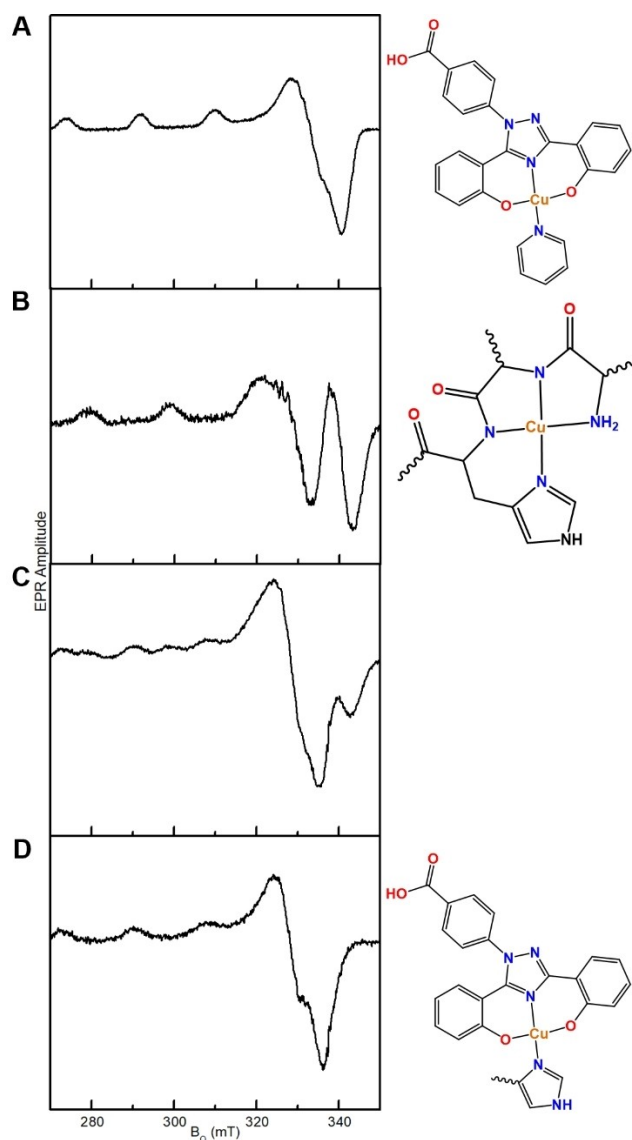 A
O
HO
N N
N
O Cu O
N
B
O
O
N
O
N Cu NH₂
N
NH
EPR Amplitude
C
D
O
HO
N N
N
O Cu O
N
NH
280 300 320 340
B₀ (mT)